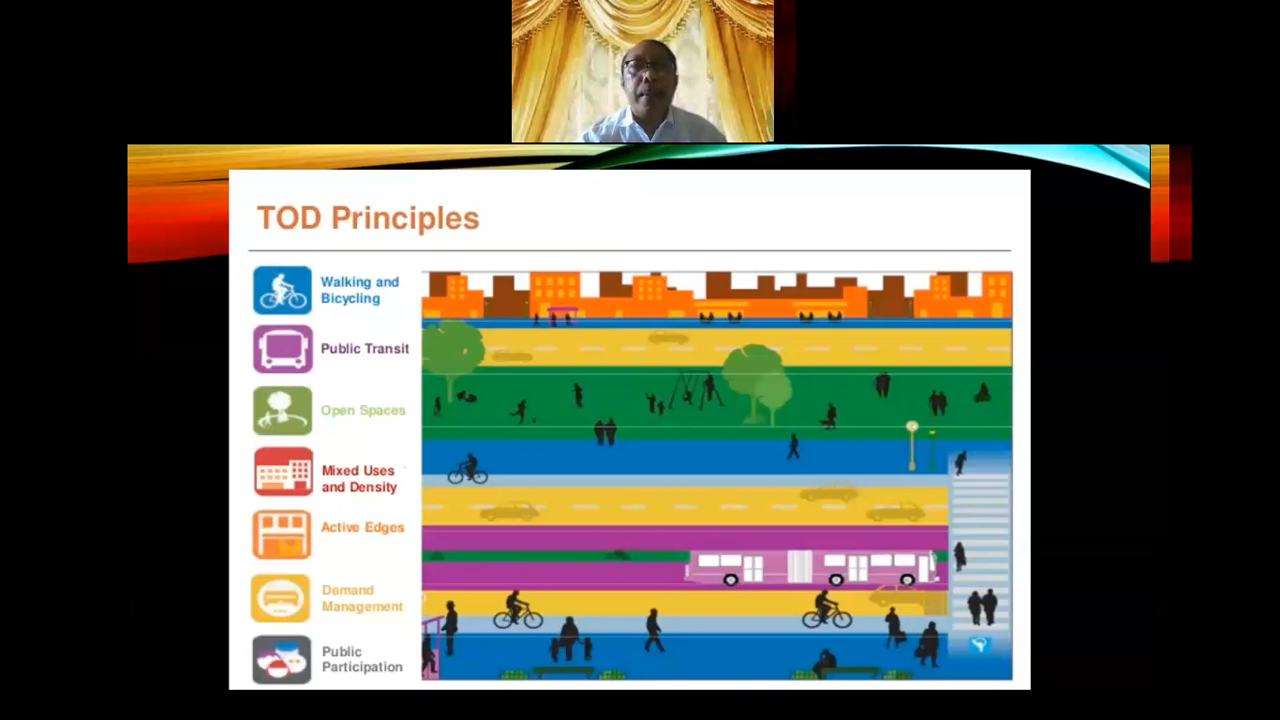 TOD Principles
Walking and
Bicycling
Public Transit
Open Spaces
Mixed Uses
and Density
Active Edges
Demand
Management
Public
Participation